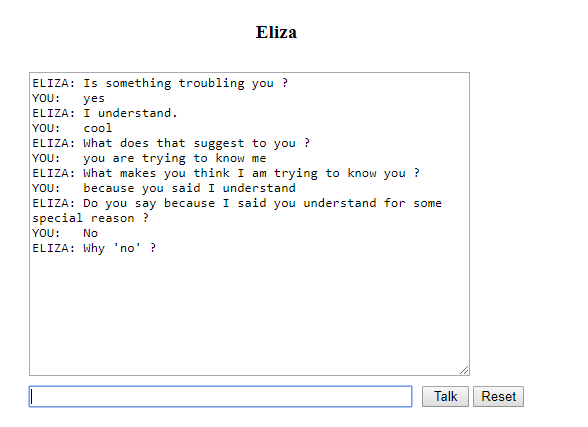 Eliza
ELIZA: Is something troubling you ?
YOU:   yes
ELIZA: I understand.
YOU:   cool
ELIZA: What does that suggest to you ?
YOU:   you are trying to know me
ELIZA: What makes you think I am trying to know you ?
YOU:   because you said I understand
ELIZA: Do you say because I said you understand for some
special reason ?
YOU:   No
ELIZA: Why 'no' ?
Talk Reset